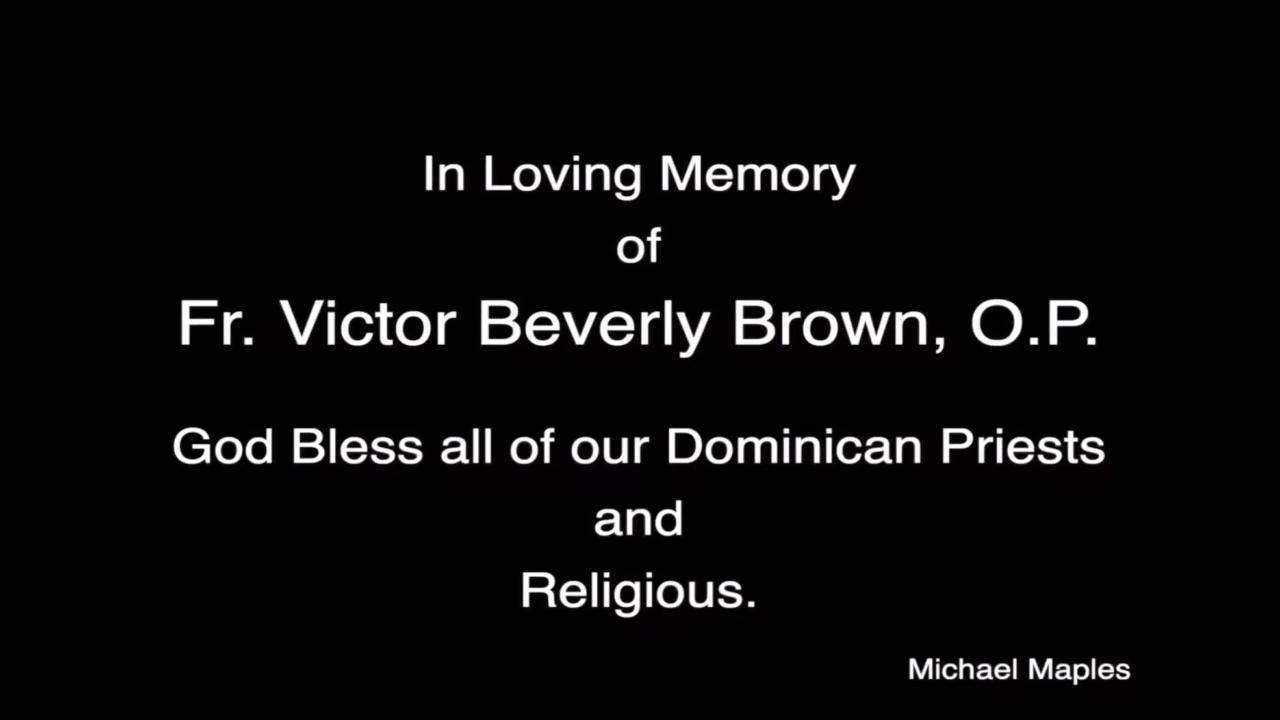 In Loving Memory
of
Fr. Victor Beverly Brown, O.P.
God Bless all of our Dominican Priests
and
Religious.
Michael Maples